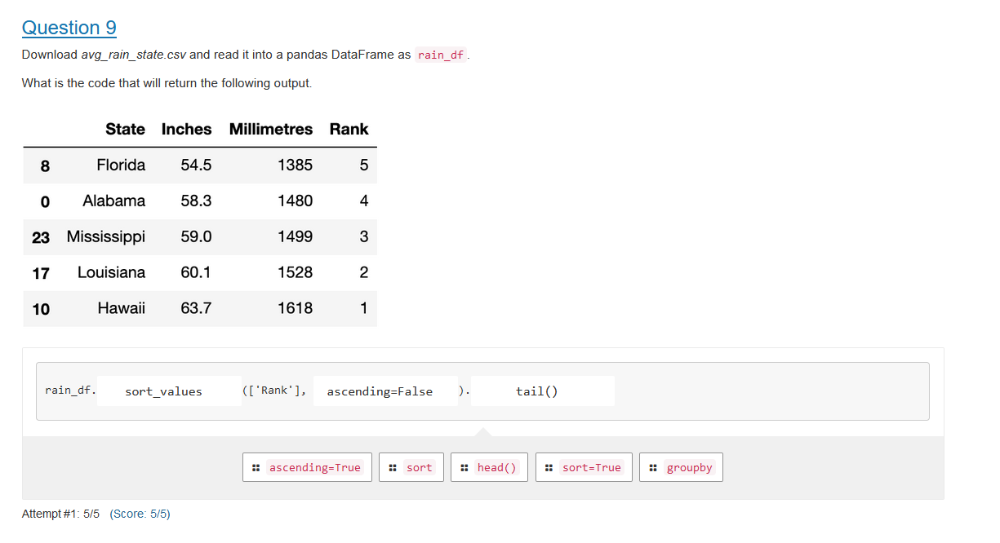 Question 9
Download avg_rain_state.csv and read it into a pandas DataFrame as rain_df.
What is the code that will return the following output.
State Inches Millimetres Rank
8 Florida 54.5 1385 5
0 Alabama 58.3 1480 4
23 Mississippi 59.0 1499 3
17 Louisiana 60.1 1528 2
10 Hawaii 63.7 1618 1
rain_df. sort_values (['Rank'], ascending=False ). tail()
ascending=True sort head() sort=True groupby
Attempt #1: 5/5 (Score: 5/5)